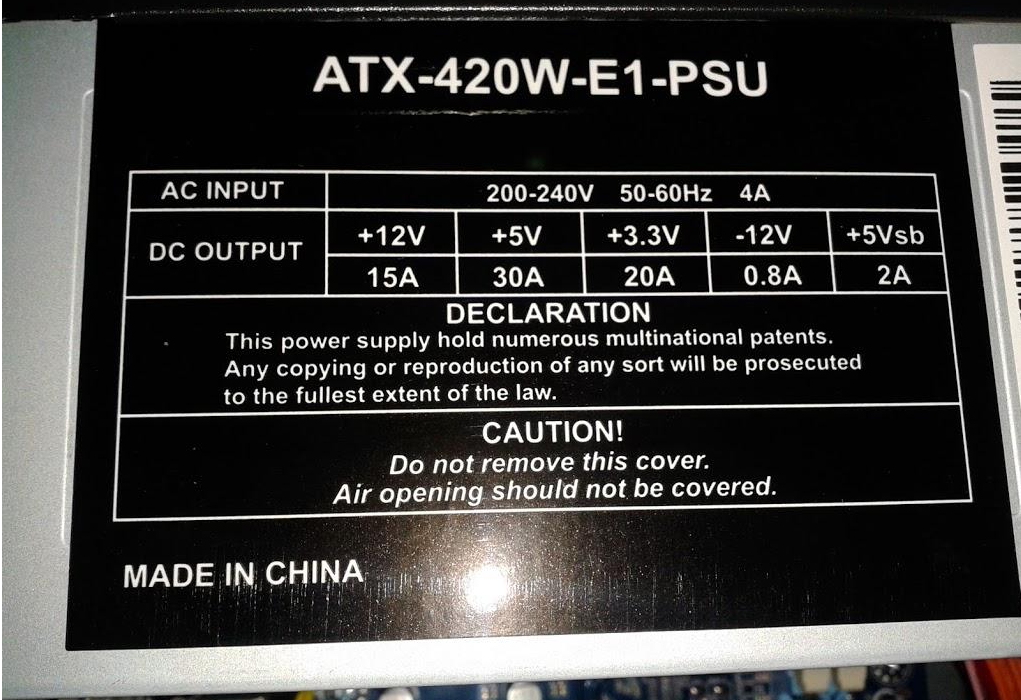 ATX-420W-E1-PSU
AC INPUT 200-240V 50-60Hz 4A
DC OUTPUT +12V +5V +3.3V -12V +5Vsb
15A 30A 20A 0.8A 2A
DECLARATION
This power supply hold numerous multinational patents.
Any copying or reproduction of any sort will be prosecuted
to the fullest extent of the law.
CAUTION!
Do not remove this cover.
Air opening should not be covered.
MADE IN CHINA